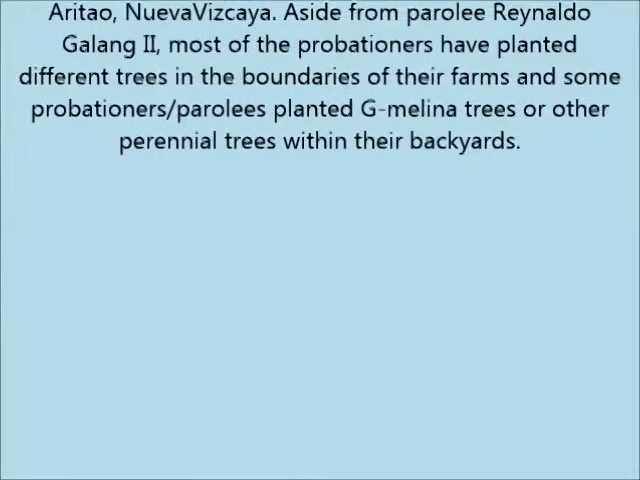 Aritao, NuevaVizcaya. Aside from parolee Reynaldo
Galang II, most of the probationers have planted
different trees in the boundaries of their farms and some
probationers/parolees planted G-melina trees or other
perennial trees within their backyards.